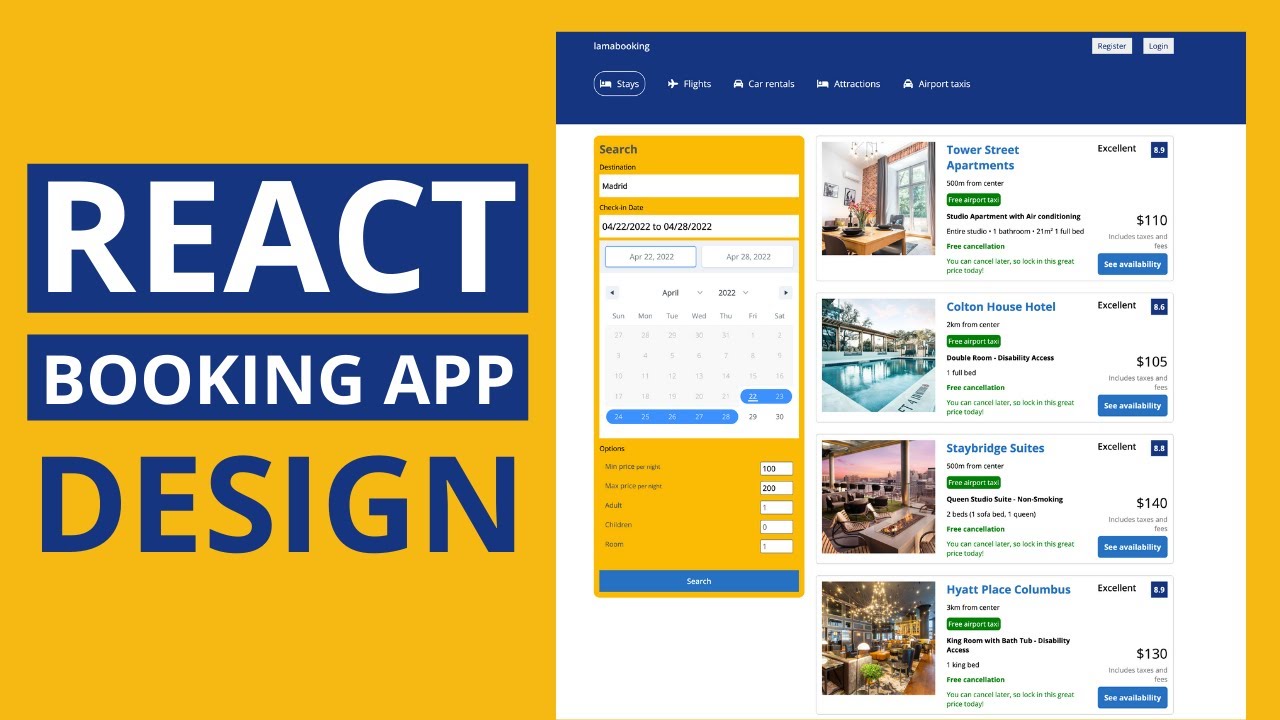 REACT
BOOKING APP
DESIGN
lamabooking
Register Login
Stays Flights Car rentals Attractions Airport taxis
Search
Destination
Madrid
Check-in Date
04/22/2022 to 04/28/2022
Apr 22, 2022 Apr 28, 2022
April 2022
Sun Mon Tue Wed Thu Fri Sat
27 28 29 30 31 1 2
3 4 5 6 7 8 9
10 11 12 13 14 15 16
17 18 19 20 21 22 23
24 25 26 27 28 29 30
Options
Min price per night 100
Max price per night 200
Adult 1
Children 0
Room 1
Search
Tower Street
Apartments
Excellent 8.9
500m from center
Free airport taxi
Studio Apartment with Air conditioning
Entire studio • 1 bathroom • 21m² 1 full bed
Free cancellation
You can cancel later, so lock in this great
price today!
$110
Includes taxes and
fees
See availability
Colton House Hotel
Excellent 8.6
2km from center
Free airport taxi
Double Room - Disability Access
1 full bed
Free cancellation
You can cancel later, so lock in this great
price today!
$105
Includes taxes and
fees
See availability
Staybridge Suites
Excellent 8.8
500m from center
Free airport taxi
Queen Studio Suite - Non-Smoking
2 beds (1 sofa bed, 1 queen)
Free cancellation
You can cancel later, so lock in this great
price today!
$140
Includes taxes and
fees
See availability
Hyatt Place Columbus
Excellent 8.9
3km from center
Free airport taxi
King Room with Bath Tub - Disability
Access
1 king bed
Free cancellation
You can cancel later, so lock in this great
price today!
$130
Includes taxes and
fees
See availability